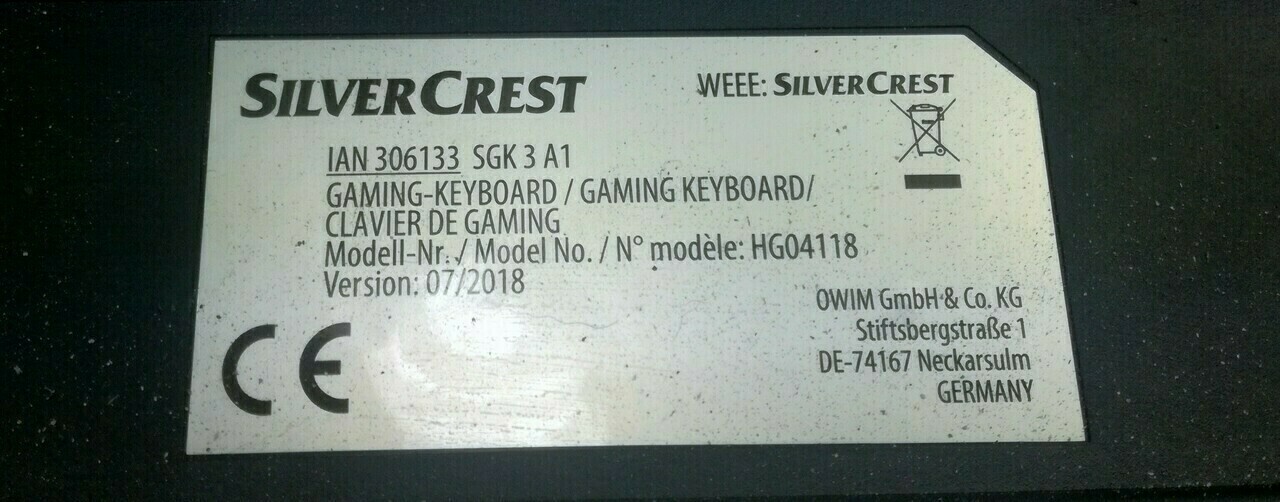 SILVERCREST
WEEE: SILVERCREST
IAN 306133 SGK 3 A1
GAMING-KEYBOARD / GAMING KEYBOARD/
CLAVIER DE GAMING
Modell-Nr. / Model No. / N° modèle: HG04118
Version: 07/2018
CE
OWIM GmbH & Co. KG
Stiftsbergstraße 1
DE-74167 Neckarsulm
GERMANY